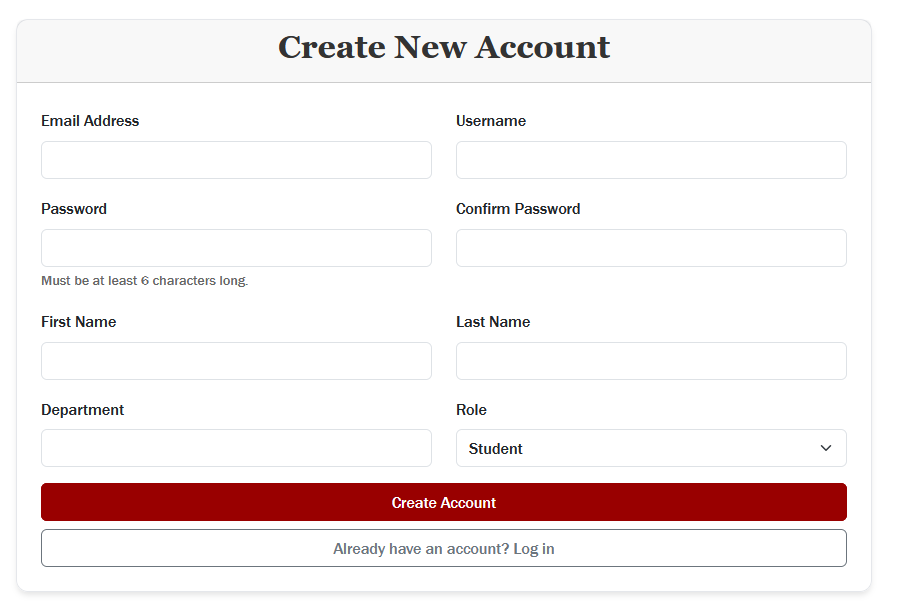 Create New Account
Email Address
Username
Password
Confirm Password
Must be at least 6 characters long.
First Name
Last Name
Department
Role
Student
Create Account
Already have an account? Log in